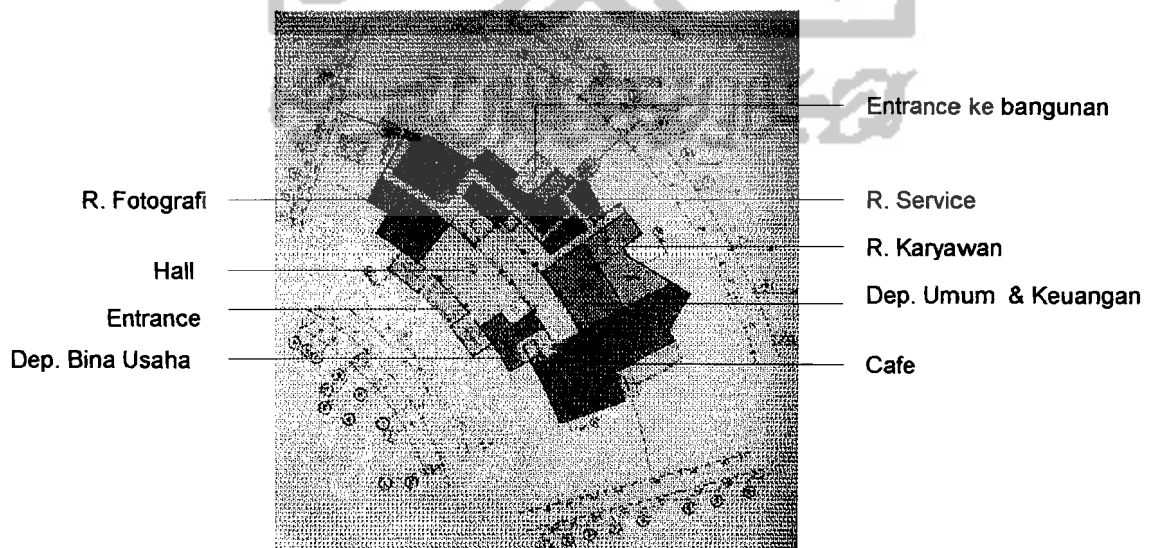 Entrance ke bangunan
R. Fotografi
R. Service
R. Karyawan
Hall
Dep. Umum & Keuangan
Entrance
Dep. Bina Usaha
Cafe